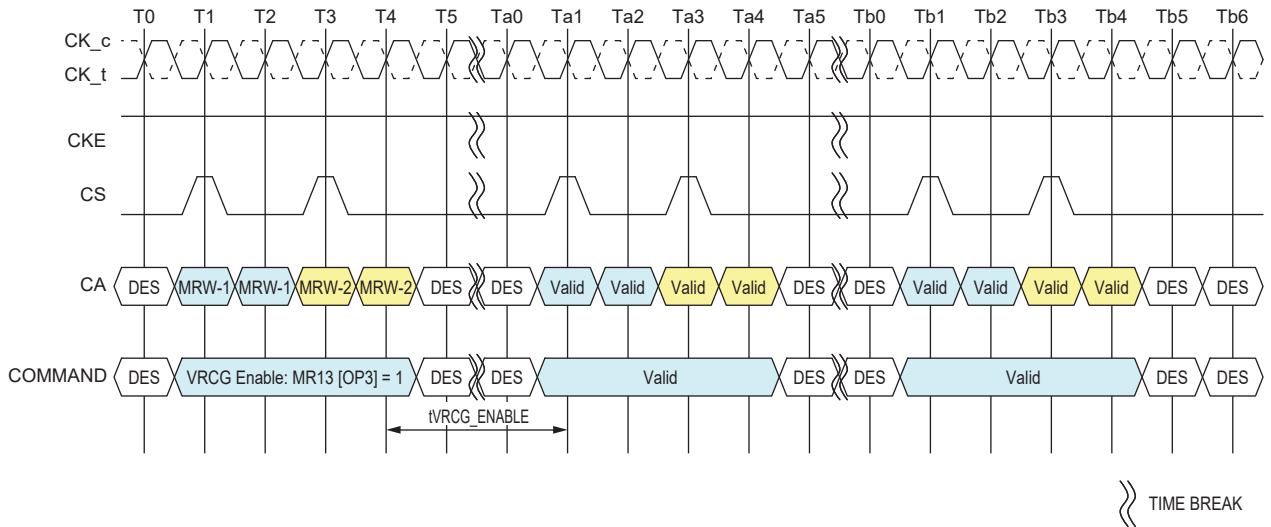 T0 T1 T2 T3 T4 T5 Ta0 Ta1 Ta2 Ta3 Ta4 Ta5 Tb0 Tb1 Tb2 Tb3 Tb4 Tb5 Tb6
CK_c
CK_t
CKE
CS
CA DES MRW-1 MRW-1 MRW-2 MRW-2 DES DES Valid Valid Valid Valid DES DES Valid Valid Valid Valid DES DES
COMMAND DES VRCG Enable: MR13 [OP3] = 1 DES DES Valid DES DES Valid DES DES
tVRCG_ENABLE
TIME BREAK